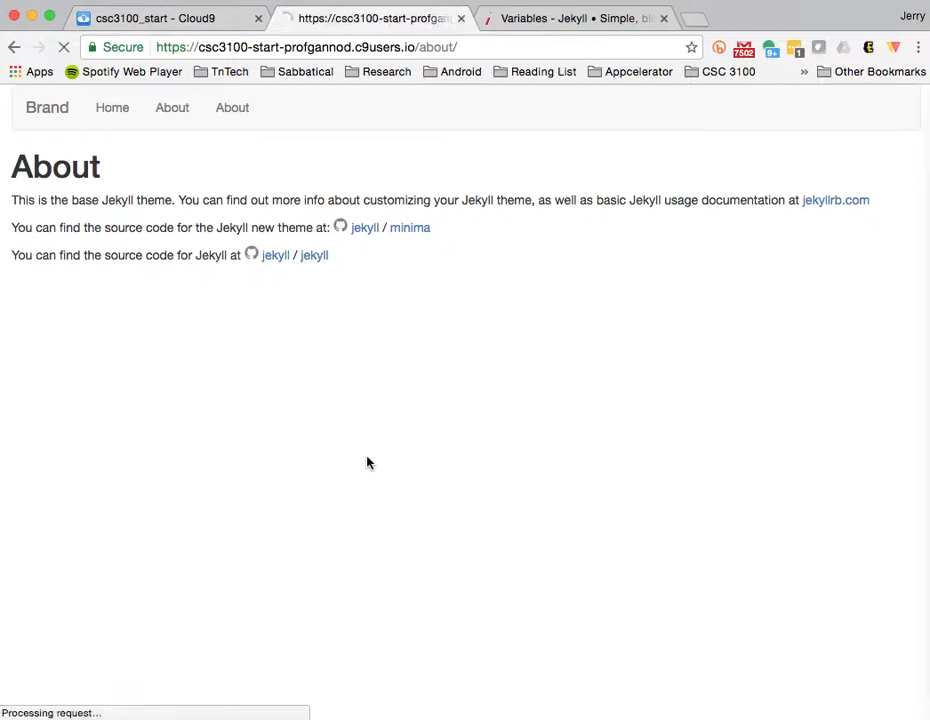 csc3100_start - Cloud9
https://csc3100-start-profgan
Variables - Jekyll • Simple, bl
Jerry
Secure
https://csc3100-start-profgannod.c9users.io/about/
7502
9+
1
Apps
Spotify Web Player
TnTech
Sabbatical
Research
Android
Reading List
Appcelerator
CSC 3100
»
Other Bookmarks
Brand
Home
About
About
About
This is the base Jekyll theme. You can find out more info about customizing your Jekyll theme, as well as basic Jekyll usage documentation at jekyllrb.com
You can find the source code for the Jekyll new theme at: jekyll / minima
You can find the source code for Jekyll at jekyll / jekyll
Processing request...